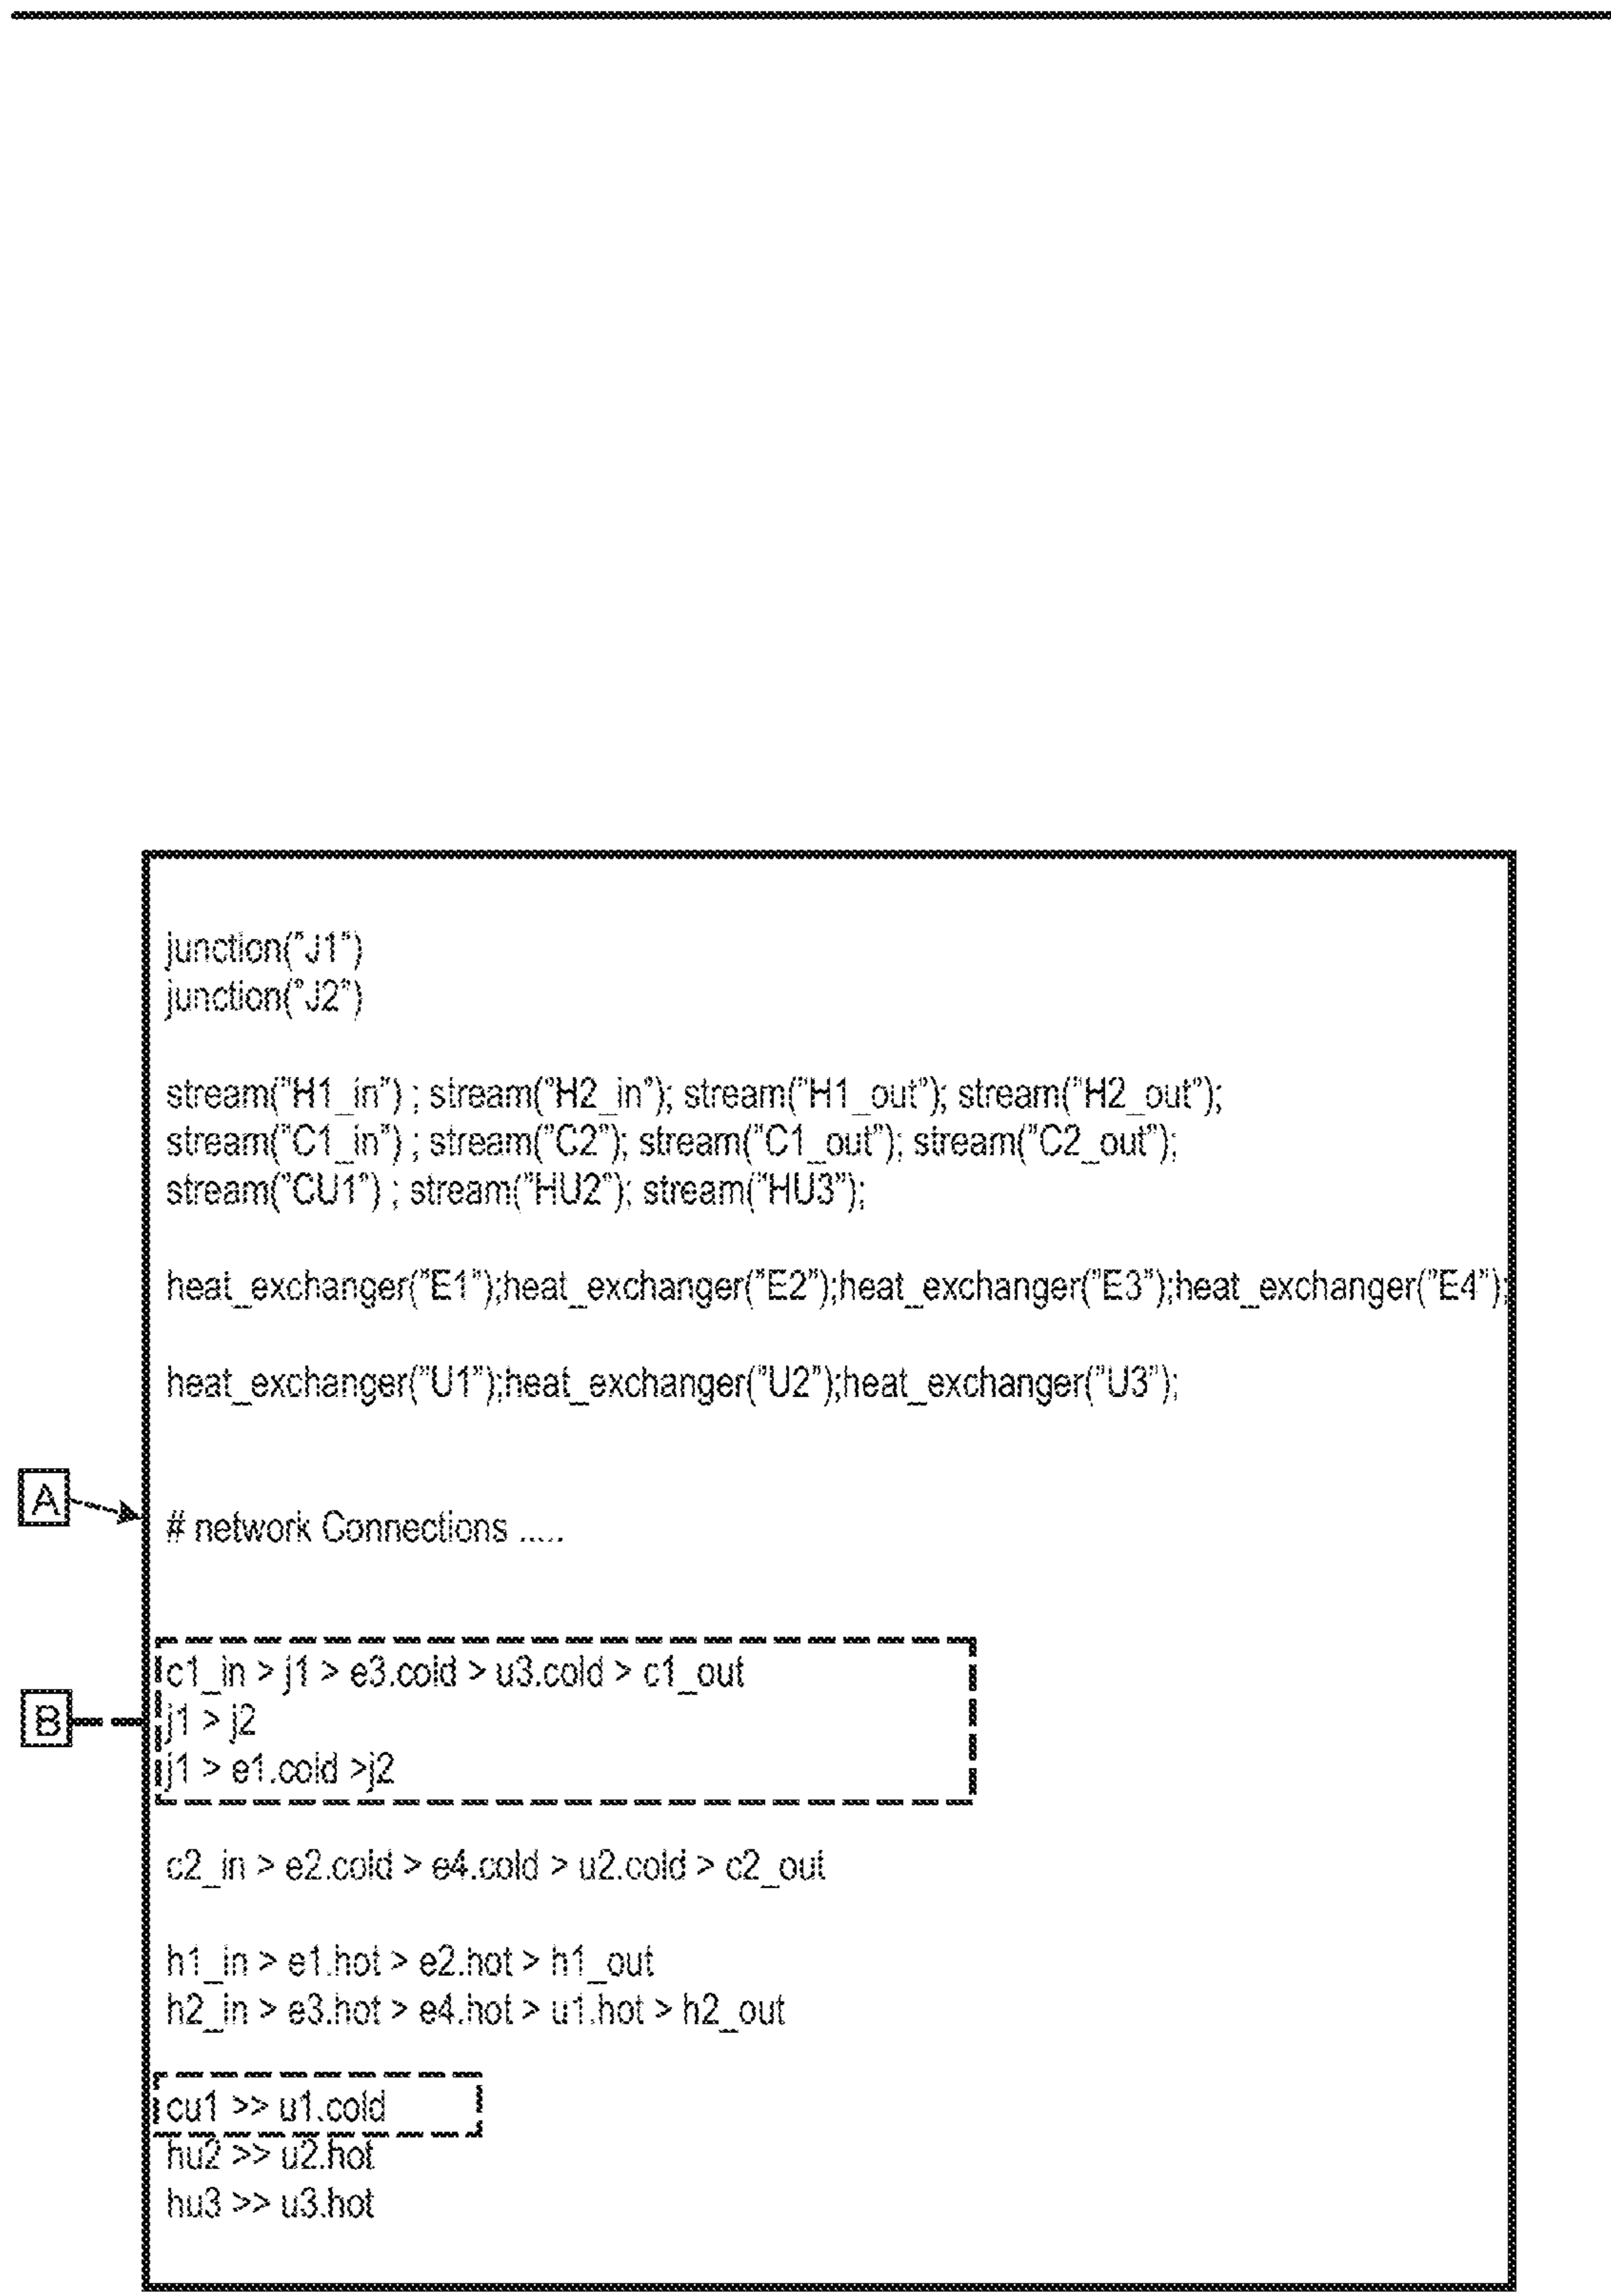 junction("J1")
junction("J2")
stream("H1_in") ; stream("H2_in"); stream("H1_out"); stream("H2_out");
stream("C1_in") ; stream("C2"); stream("C1_out"); stream("C2_out");
stream("CU1") ; stream("HU2"); stream("HU3");
heat_exchanger("E1");heat_exchanger("E2");heat_exchanger("E3");heat_exchanger("E4");
heat_exchanger("U1");heat_exchanger("U2");heat_exchanger("U3");
A
# network Connections .....
c1_in > j1 > e3.cold > u3.cold > c1_out
B
j1 > j2
j1 > e1.cold >j2
c2_in > e2.cold > e4.cold > u2.cold > c2_out
h1_in > e1.hot > e2.hot > h1_out
h2_in > e3.hot > e4.hot > u1.hot > h2_out
cu1 >> u1.cold
hu2 >> u2.hot
hu3 >> u3.hot